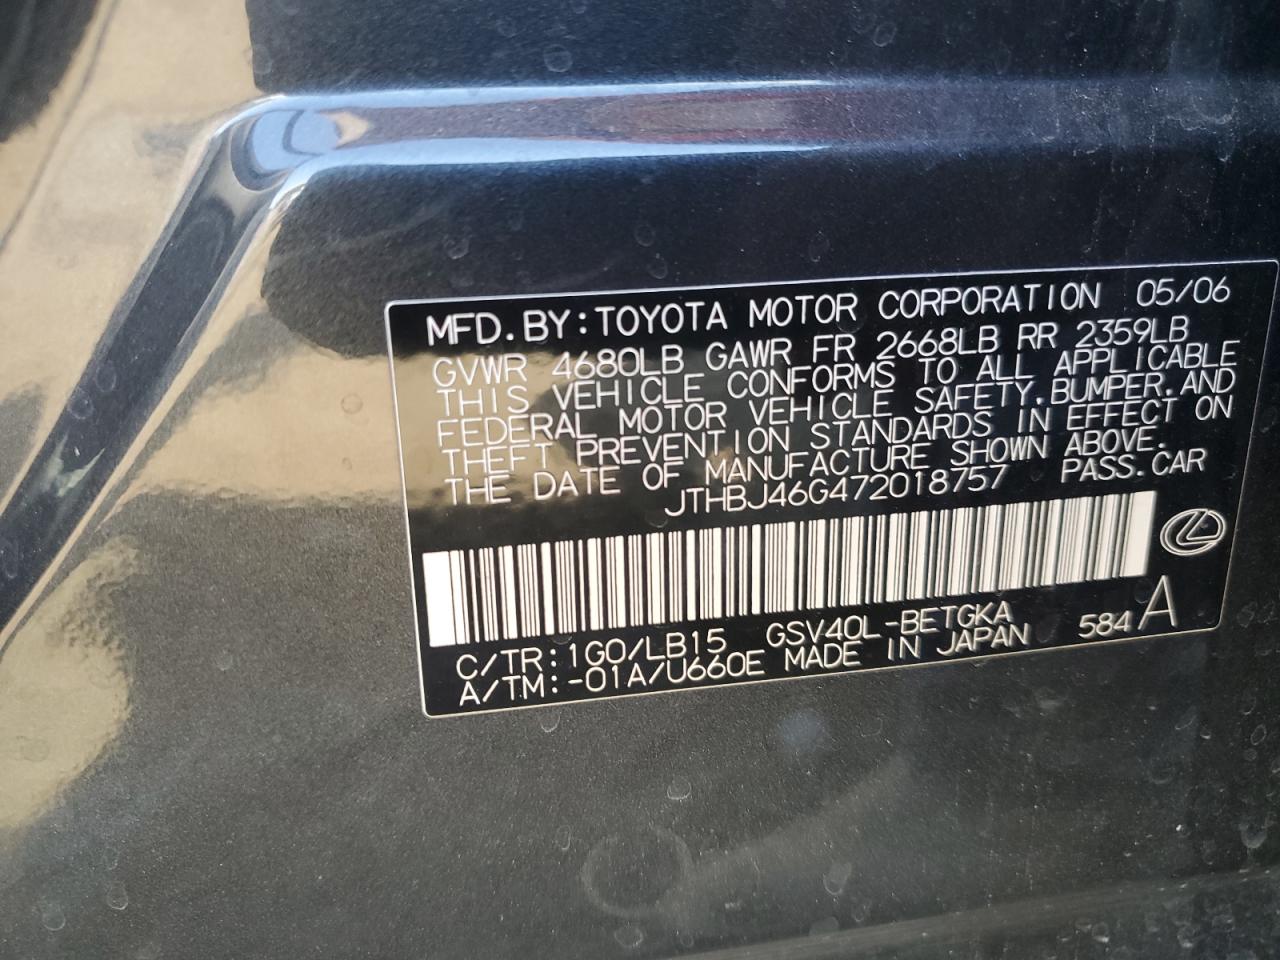 MFD.BY:TOYOTA MOTOR CORPORATION 05/06
GVWR 4680LB GAWR FR 2668LB RR 2359LB
THIS VEHICLE CONFORMS TO ALL APPLICABLE
FEDERAL MOTOR VEHICLE SAFETY,BUMPER,AND
THEFT PREVENTION STANDARDS IN EFFECT ON
THE DATE OF MANUFACTURE SHOWN ABOVE.
JTHBJ46G472018757 PASS.CAR
C/TR:1G0/LB15 GSV40L-BETGKA 584A
A/TM:-01A/U660E MADE IN JAPAN